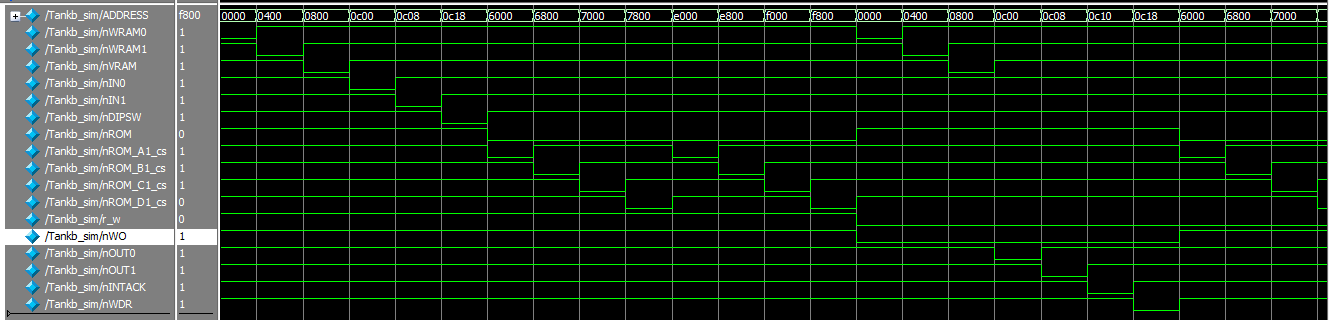 /Tankb_sim/ADDRESS f800 0000 0400 0800 0c00 0c08 0c18 6000 6800 7000 7800 e000 e800 f000 f800 0000 0400 0800 0c00 0c08 0c10 0c18 6000 6800 7000
/Tankb_sim/nWRAM0 1
/Tankb_sim/nWRAM1 1
/Tankb_sim/nVRAM 1
/Tankb_sim/nIN0 1
/Tankb_sim/nIN1 1
/Tankb_sim/nDIPSW 1
/Tankb_sim/nROM 0
/Tankb_sim/nROM_A1_cs 1
/Tankb_sim/nROM_B1_cs 1
/Tankb_sim/nROM_C1_cs 1
/Tankb_sim/nROM_D1_cs 0
/Tankb_sim/r_w 0
/Tankb_sim/nWO 1
/Tankb_sim/nOUT0 1
/Tankb_sim/nOUT1 1
/Tankb_sim/nINTACK 1
/Tankb_sim/nWDR 1